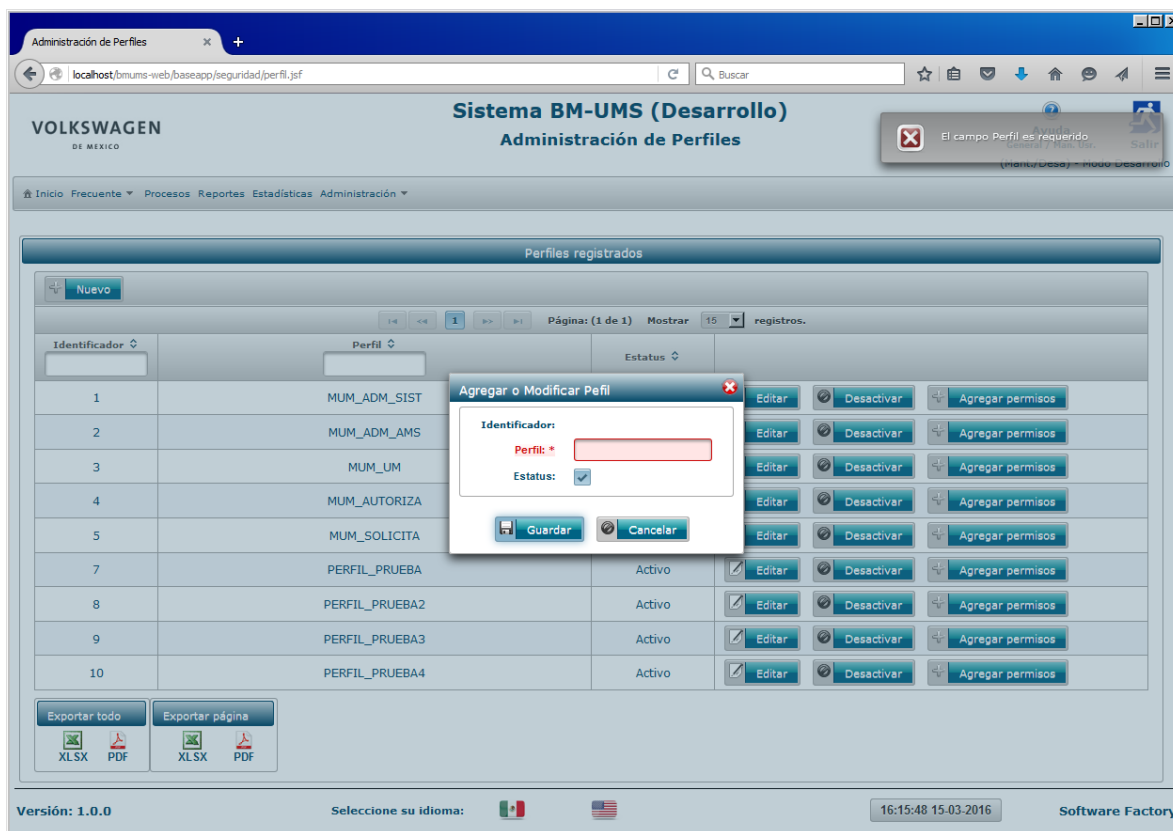 Administración de Perfiles
localhost/bmums-web/baseapp/seguridad/perfil.jsf
Buscar
VOLKSWAGEN
DE MEXICO
Sistema BM-UMS (Desarrollo)
Administración de Perfiles
Ayuda
General / Man. Usr.
Salir
El campo Perfil es requerido
(Mant./Desa) - Modo Desarrollo
Inicio Frecuente Procesos Reportes Estadísticas Administración
Perfiles registrados
Nuevo
1 Página: (1 de 1) Mostrar 15 registros.
Identificador Perfil Estatus
1 MUM_ADM_SIST Editar Desactivar Agregar permisos
2 MUM_ADM_AMS Editar Desactivar Agregar permisos
3 MUM_UM Editar Desactivar Agregar permisos
4 MUM_AUTORIZA Editar Desactivar Agregar permisos
5 MUM_SOLICITA Editar Desactivar Agregar permisos
7 PERFIL_PRUEBA Activo Editar Desactivar Agregar permisos
8 PERFIL_PRUEBA2 Activo Editar Desactivar Agregar permisos
9 PERFIL_PRUEBA3 Activo Editar Desactivar Agregar permisos
10 PERFIL_PRUEBA4 Activo Editar Desactivar Agregar permisos
Agregar o Modificar Pefil
Identificador:
Perfil: *
Estatus:
Guardar Cancelar
Exportar todo Exportar página
XLSX PDF XLSX PDF
Versión: 1.0.0 Seleccione su idioma: 16:15:48 15-03-2016 Software Factory